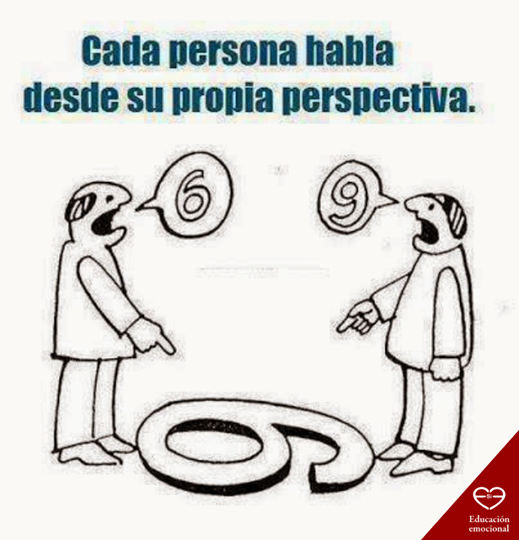 Cada persona habla
desde su propia perspectiva.
6
9
Educación
emocional